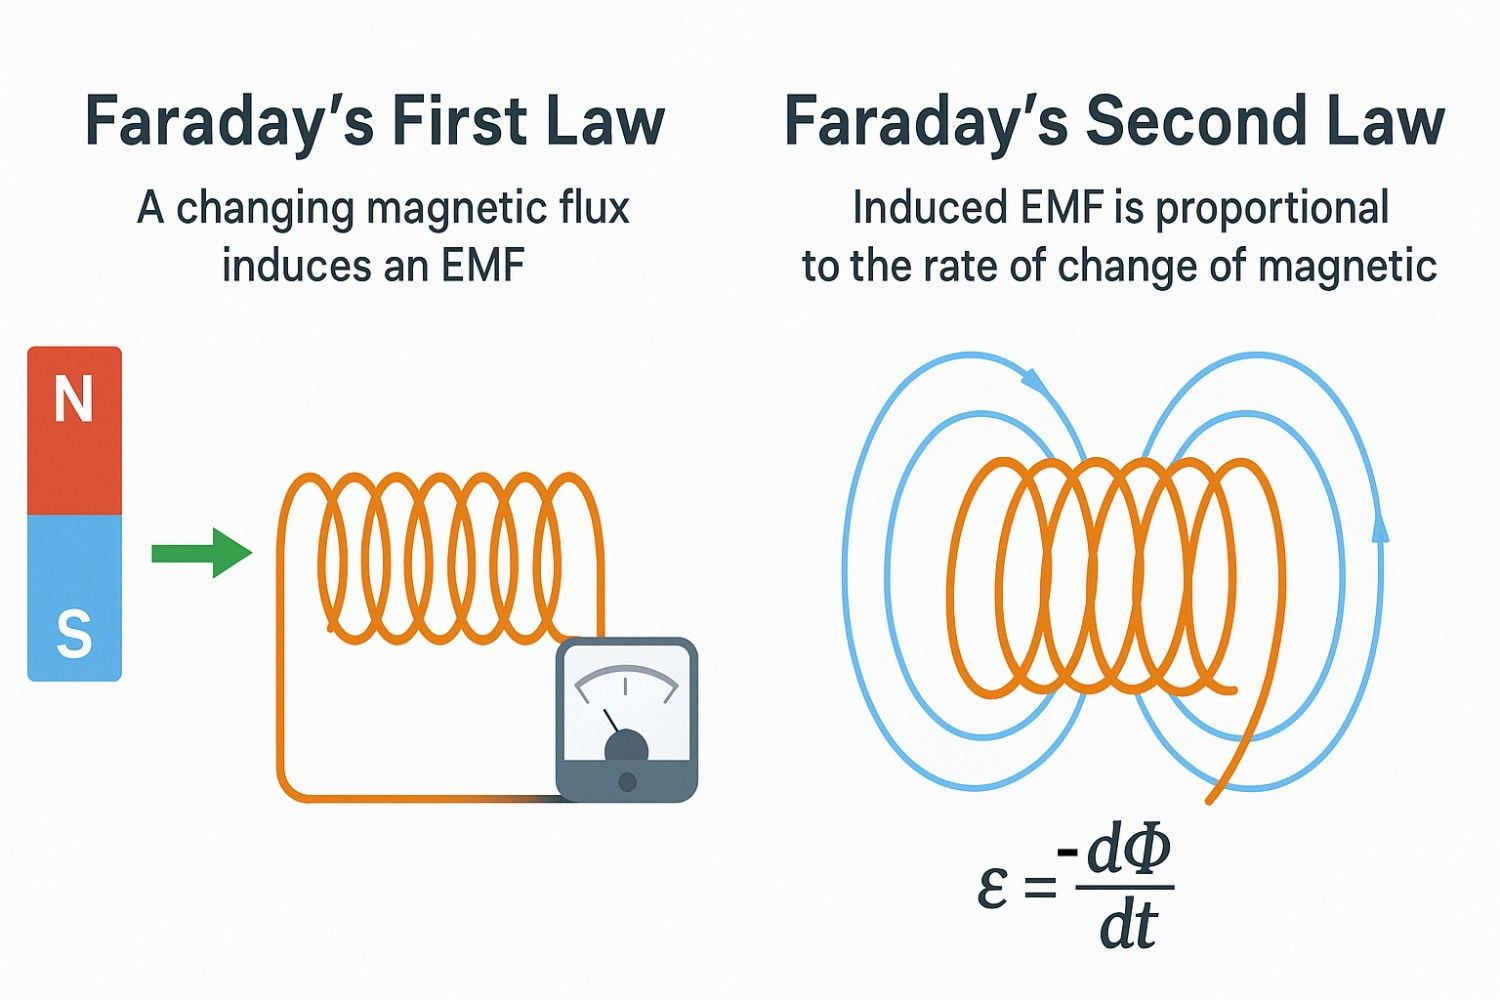 Faraday's First Law
A changing magnetic flux
induces an EMF
N
S
Faraday's Second Law
Induced EMF is proportional
to the rate of change of magnetic
ε = -dΦ/dt